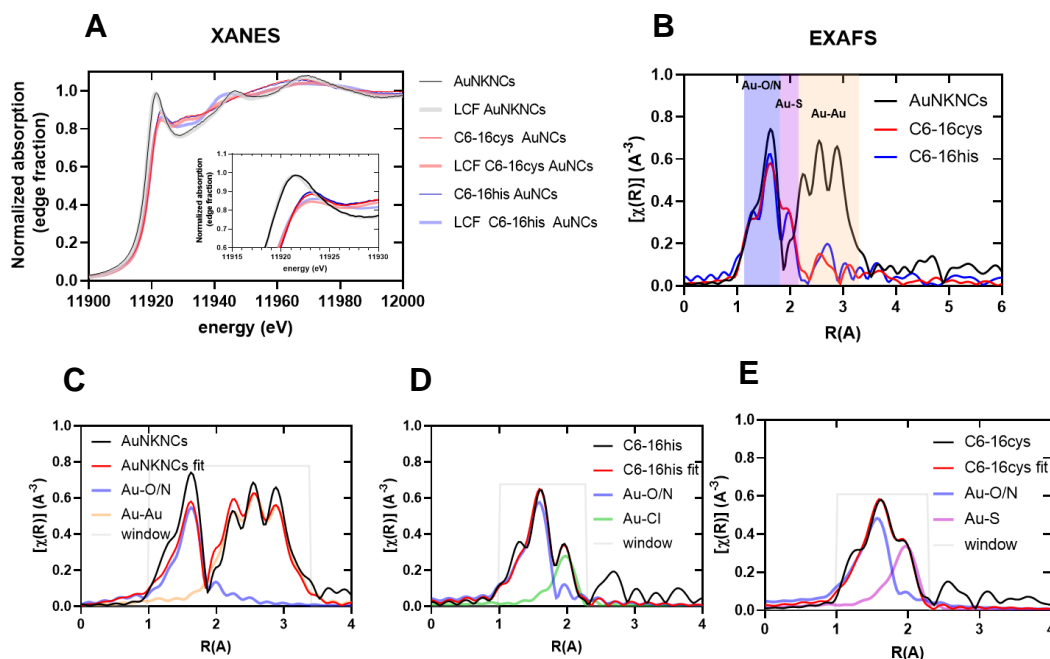 A
XANES
Normalized absorption
(edge fraction)
1.0
0.8
0.6
0.4
0.2
0.0
11900
11920
11940
11960
11980
12000
energy (eV)
Normalized absorption
(edge fraction)
1.1
1.0
0.9
0.8
0.7
0.6
11915
11920
11925
11930
energy (eV)
AuNKNCs
LCF AuNKNCs
C6-16cys AuNCs
LCF C6-16cys AuNCs
C6-16his AuNCs
LCF C6-16his AuNCs
B
EXAFS
[χ(R)] (A⁻³)
1.0
0.8
0.6
0.4
0.2
0.0
0
1
2
3
4
5
6
R(A)
Au-O/N
Au-S
Au-Au
AuNKNCs
C6-16cys
C6-16his
C
[χ(R)] (A⁻³)
1.0
0.8
0.6
0.4
0.2
0.0
0
1
2
3
4
R(A)
AuNKNCs
AuNKNCs fit
Au-O/N
Au-Au
window
D
[χ(R)] (A⁻³)
1.0
0.8
0.6
0.4
0.2
0.0
0
1
2
3
4
R(A)
C6-16his
C6-16his fit
Au-O/N
Au-Cl
window
E
[χ(R)] (A⁻³)
1.0
0.8
0.6
0.4
0.2
0.0
0
1
2
3
4
R(A)
C6-16cys
C6-16cys fit
Au-O/N
Au-S
window